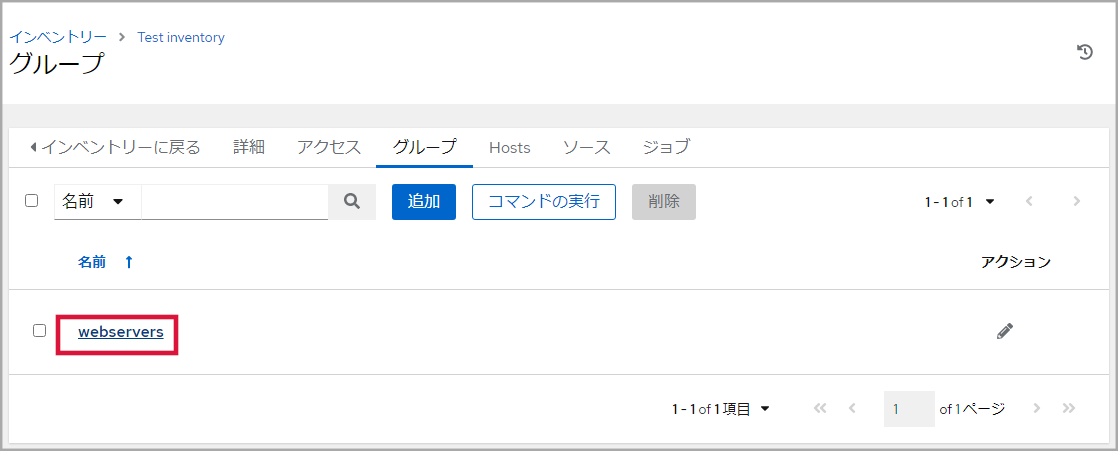 インベントリー > Test inventory
グループ
インベントリーに戻る 詳細 アクセス グループ Hosts ソース ジョブ
名前 追加 コマンドの実行 削除 1 - 1 of 1
名前 アクション
webservers
1 - 1 of 1 項目 1 of 1 ページ